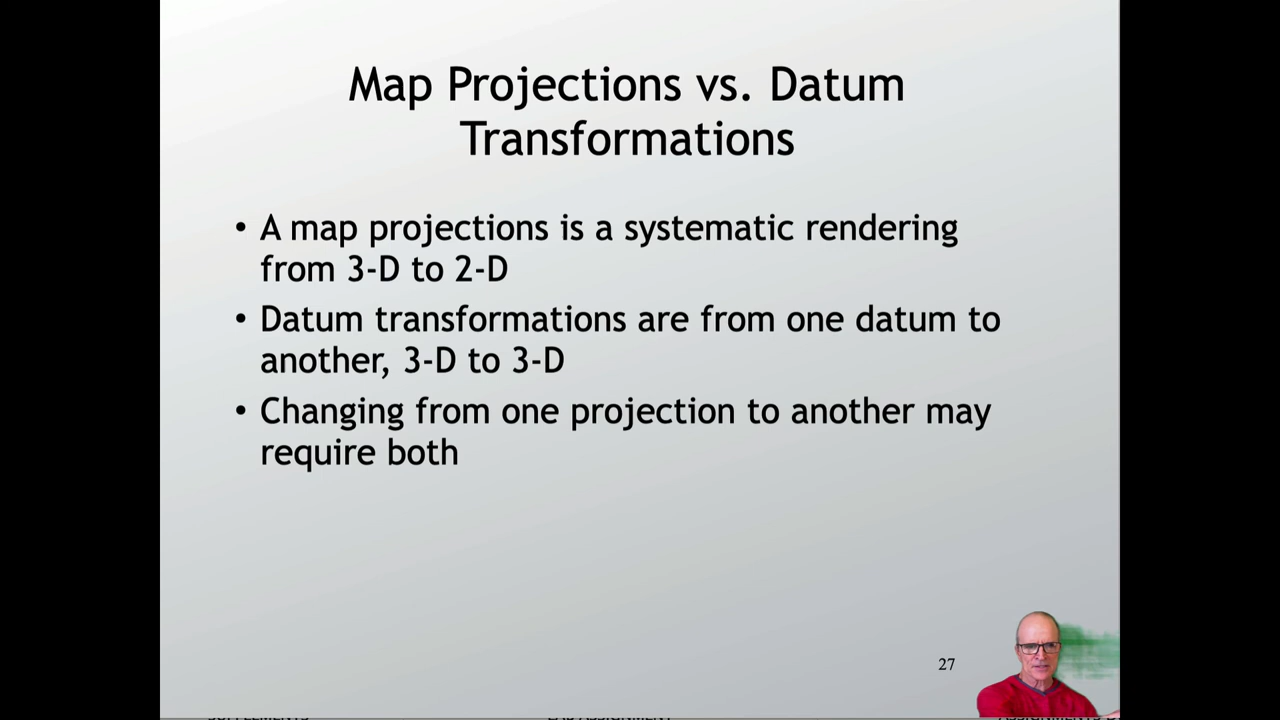 Map Projections vs. Datum
Transformations
• A map projections is a systematic rendering
from 3-D to 2-D
• Datum transformations are from one datum to
another, 3-D to 3-D
• Changing from one projection to another may
require both
27